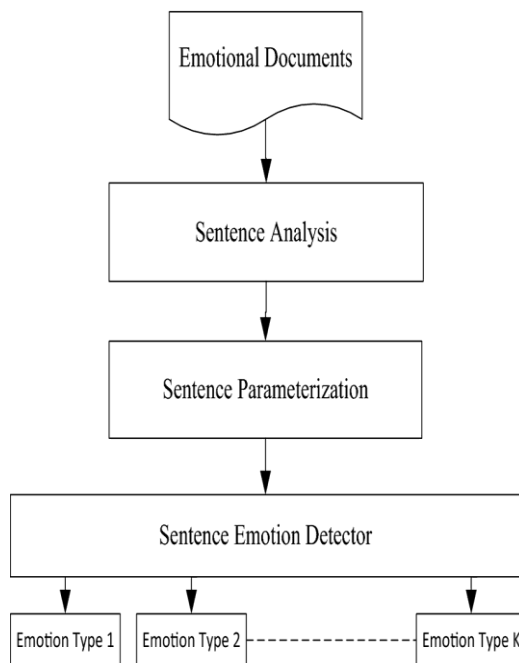 Emotional Documents
Sentence Analysis
Sentence Parameterization
Sentence Emotion Detector
Emotion Type 1
Emotion Type 2
Emotion Type K